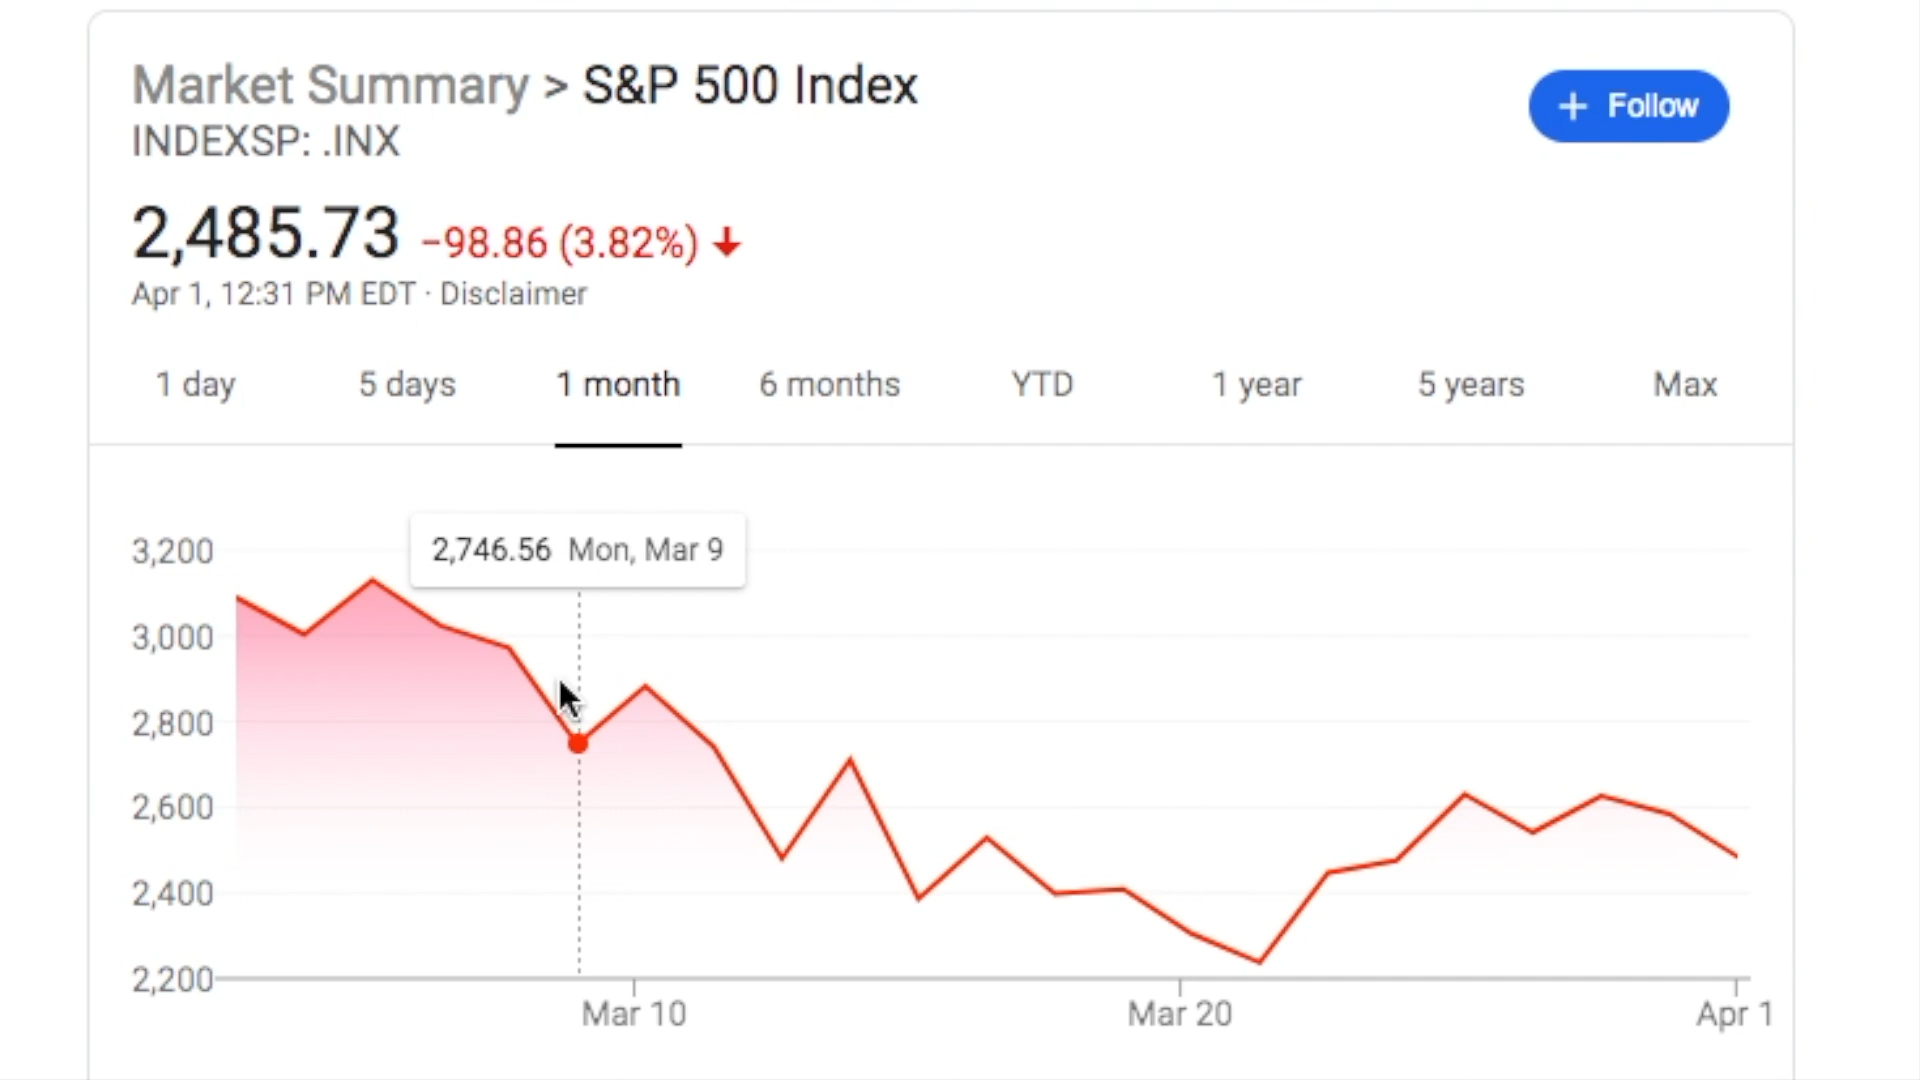 Market Summary > S&P 500 Index
INDEXSP: .INX
+ Follow
2,485.73 −98.86 (3.82%) ↓
Apr 1, 12:31 PM EDT · Disclaimer
1 day 5 days 1 month 6 months YTD 1 year 5 years Max
2,746.56 Mon, Mar 9
3,200
3,000
2,800
2,600
2,400
2,200
Mar 10 Mar 20 Apr 1